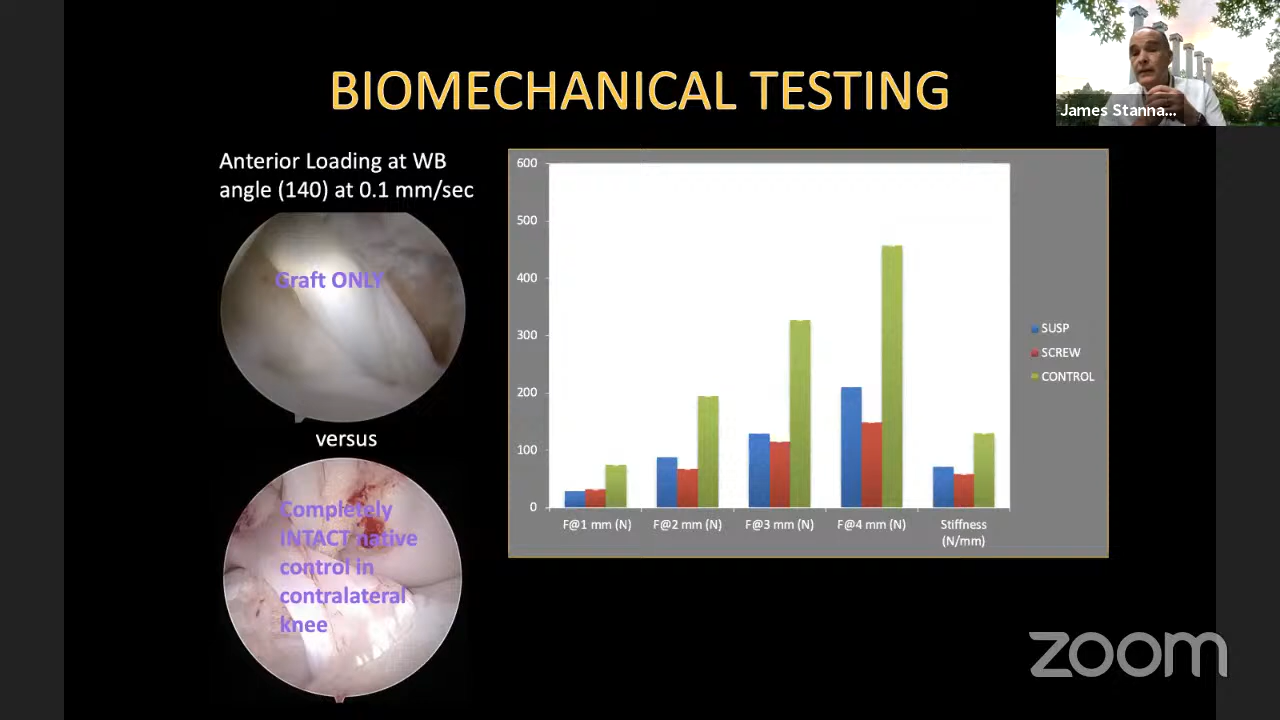 BIOMECHANICAL TESTING
James Stanna...
Anterior Loading at WB
angle (140) at 0.1 mm/sec
Graft ONLY
versus
Completely
INTACT native
control in
contralateral
knee
600
500
400
300
200
100
0
F@1 mm (N) F@2 mm (N) F@3 mm (N) F@4 mm (N) Stiffness
(N/mm)
SUSP
SCREW
CONTROL
zoom